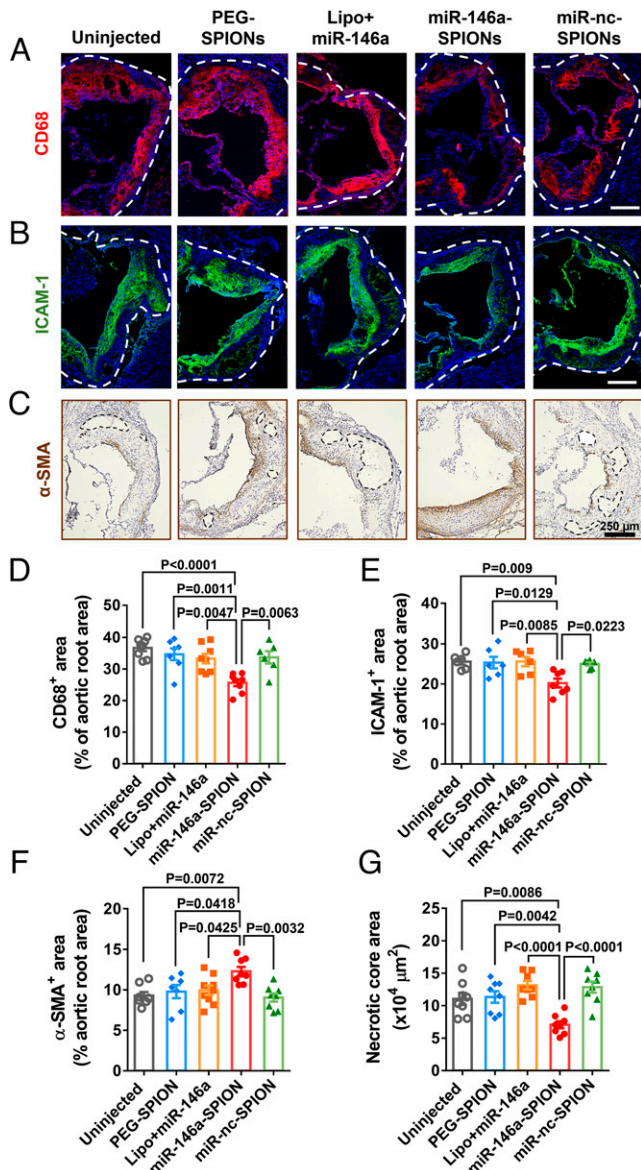 Uninjected
PEG-
SPIONs
Lipo+
miR-146a
miR-146a-
SPIONs
miR-nc-
SPIONs
A
CD68
B
ICAM-1
C
α-SMA
250 µm
D
P<0.0001
P=0.0011
P=0.0047
P=0.0063
CD68⁺ area
(% of aortic root area)
50
40
30
20
10
0
Uninjected
PEG-SPION
Lipo+miR-146a
miR-146a-SPION
miR-nc-SPION
E
P=0.009
P=0.0129
P=0.0085
P=0.0223
ICAM-1⁺ area
(% of aortic root area)
40
30
20
10
0
Uninjected
PEG-SPION
Lipo+miR-146a
miR-146a-SPION
miR-nc-SPION
F
P=0.0072
P=0.0418
P=0.0425
P=0.0032
α-SMA⁺ area
(% aortic root area)
20
15
10
5
0
Uninjected
PEG-SPION
Lipo+miR-146a
miR-146a-SPION
miR-nc-SPION
G
P=0.0086
P=0.0042
P<0.0001
P<0.0001
Necrotic core area
(x10⁴ µm²)
25
20
15
10
5
0
Uninjected
PEG-SPION
Lipo+miR-146a
miR-146a-SPION
miR-nc-SPION